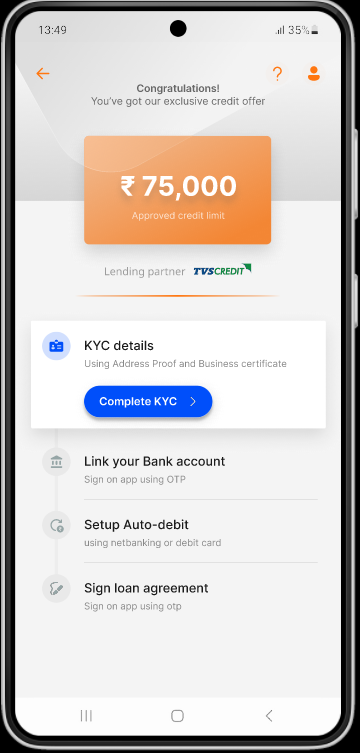 13:49
35%
?
Congratulations!
You've got our exclusive credit offer
₹ 75,000
Approved credit limit
Lending partner TVS CREDIT
KYC details
Using Address Proof and Business certificate
Complete KYC
Link your Bank account
Sign on app using OTP
Setup Auto-debit
using netbanking or debit card
Sign loan agreement
Sign on app using otp